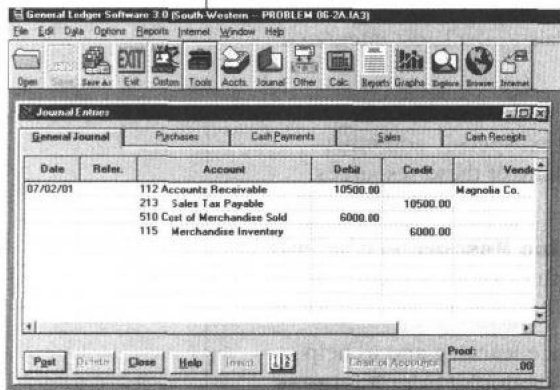 General Ledger Software 3.0 (South-Western -- PROBLEM 06-2A.IA3)
File Edit Data Options Reports Internet Window Help
Open Save Save As Exit Custom Tools Accts. Journal Other Calc. Reports Graphs Explore Browser Internet
Journal Entries
General Journal Purchases Cash Payments Sales Cash Receipts
Date Refer. Account Debit Credit Vendo
07/02/01 112 Accounts Receivable 10500.00 Magnolia Co.
213 Sales Tax Payable 10500.00
510 Cost of Merchandise Sold 6000.00
115 Merchandise Inventory 6000.00
Proof:
Post Delete Close Help Insert Chart of Accounts .00